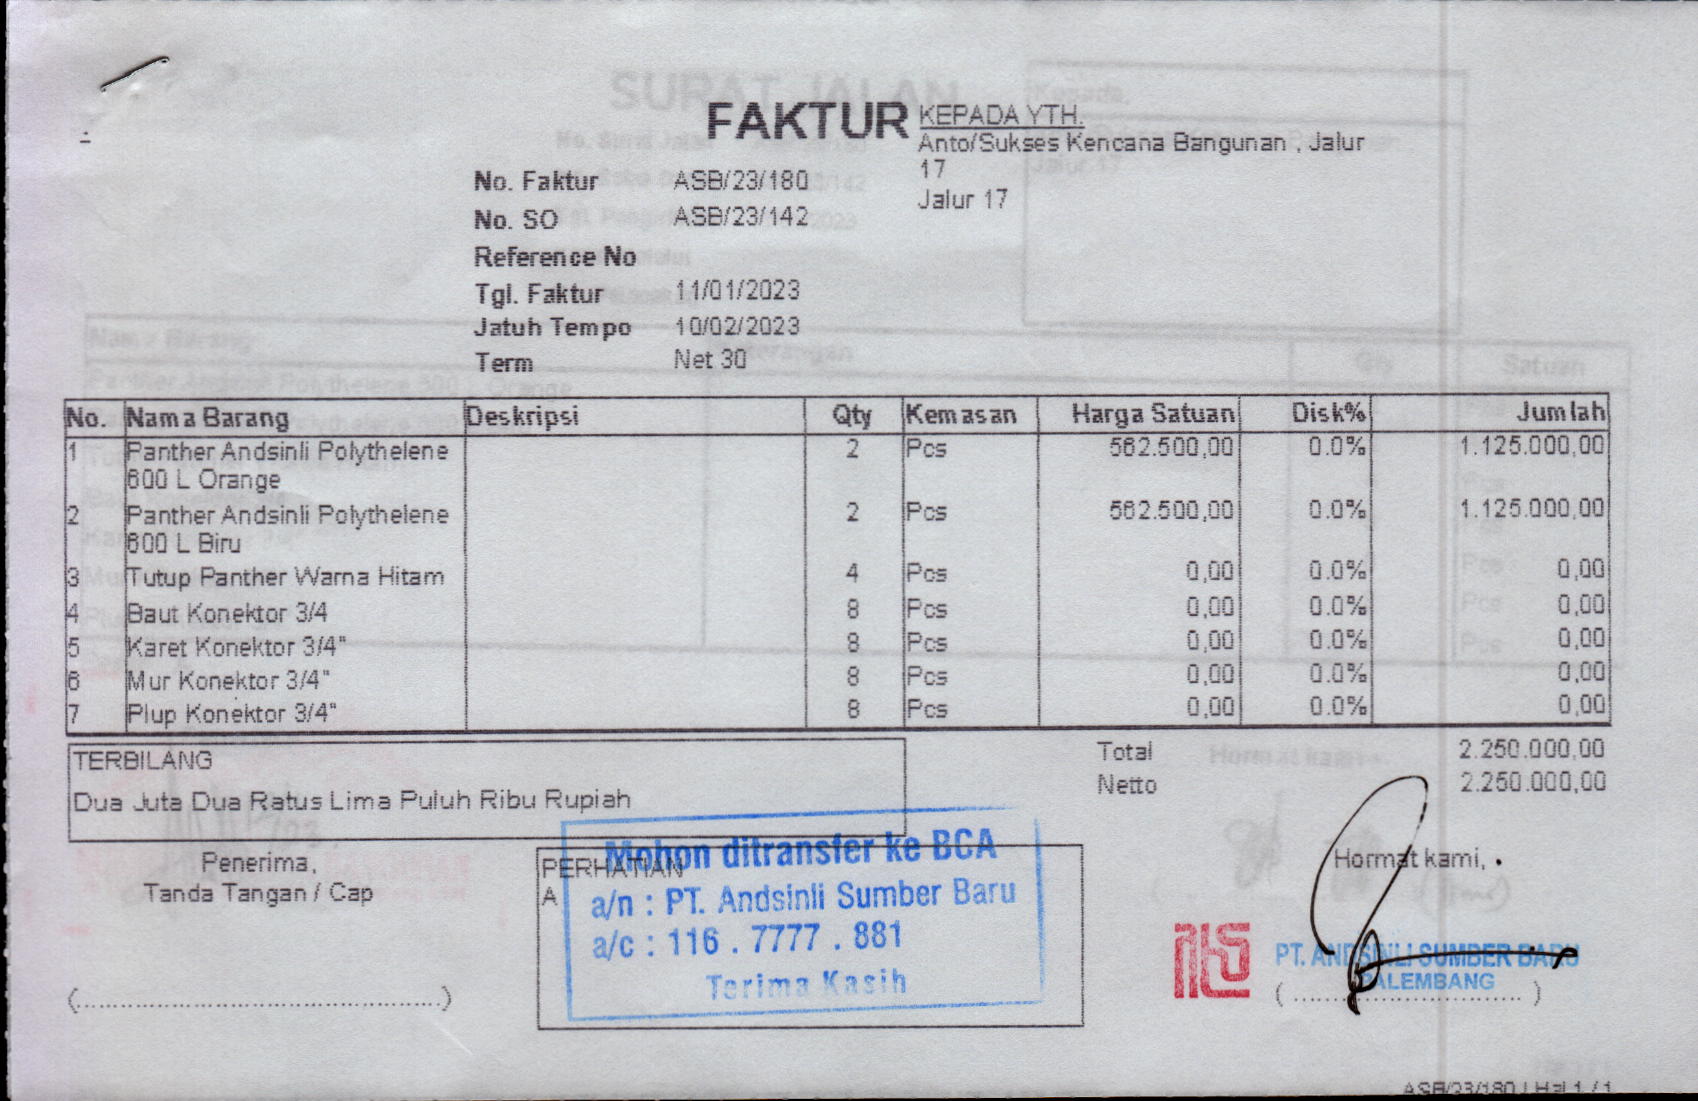 FAKTUR
KEPADA YTH.
Anto/Sukses Kencana Bangunan , Jalur
17
Jalur 17
No. Faktur ASB/23/180
No. SO ASB/23/142
Reference No
Tgl. Faktur 11/01/2023
Jatuh Tempo 10/02/2023
Term Net 30
No. Nama Barang Deskripsi Qty Kemasan Harga Satuan Disk% Jumlah
1 Panther Andsinli Polythelene 2 Pcs 562.500,00 0.0% 1.125.000,00
600 L Orange
2 Panther Andsinli Polythelene 2 Pcs 562.500,00 0.0% 1.125.000,00
600 L Biru
3 Tutup Panther Warna Hitam 4 Pcs 0,00 0.0% 0,00
4 Baut Konektor 3/4 8 Pcs 0,00 0.0% 0,00
5 Karet Konektor 3/4" 8 Pcs 0,00 0.0% 0,00
6 Mur Konektor 3/4" 8 Pcs 0,00 0.0% 0,00
7 Plup Konektor 3/4" 8 Pcs 0,00 0.0% 0,00
TERBILANG
Dua Juta Dua Ratus Lima Puluh Ribu Rupiah
Total 2.250.000,00
Netto 2.250.000,00
Penerima,
Tanda Tangan / Cap
(..........................................)
PERHATIAN
A
Mohon ditransfer ke BCA
a/n : PT. Andsinli Sumber Baru
a/c : 116 . 7777 . 881
Terima Kasih
Hormat kami,
PT. ANDSINLI SUMBER BARU
PALEMBANG
( .............................. )
ASB/23/180 | Hal 1 / 1